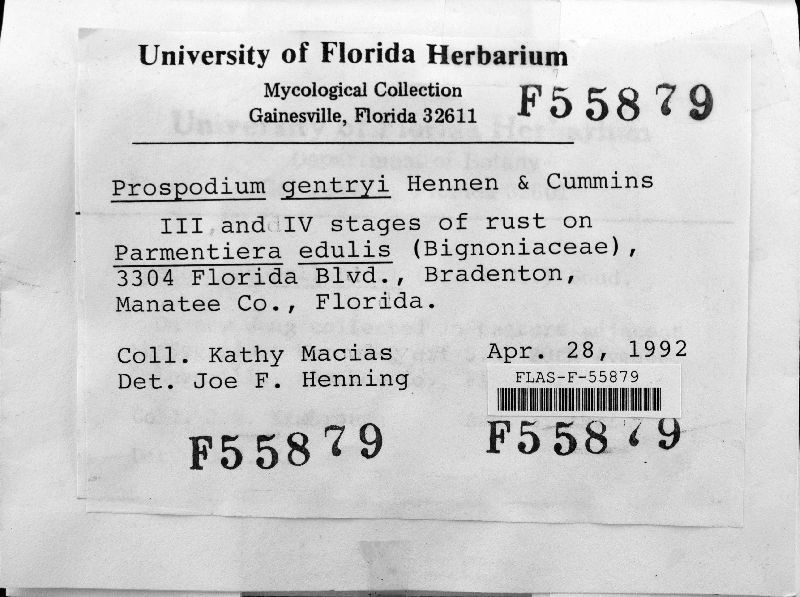 University of Florida Herbarium
Mycological Collection
Gainesville, Florida 32611
F55879
Prospodium gentryi Hennen & Cummins
III and IV stages of rust on
Parmentiera edulis (Bignoniaceae),
3304 Florida Blvd., Bradenton,
Manatee Co., Florida.
Coll. Kathy Macias
Apr. 28, 1992
Det. Joe F. Henning
FLAS-F-55879
F55879
F55879